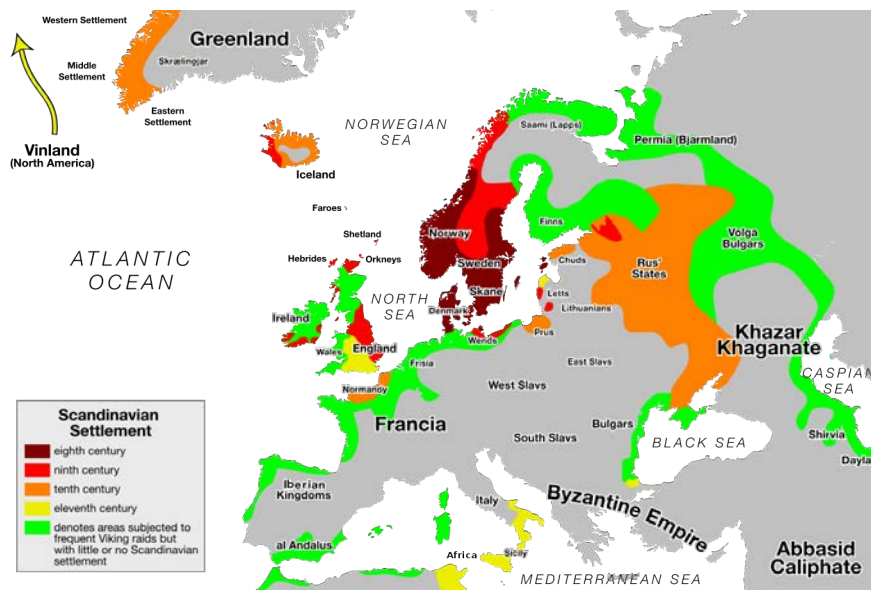 Western Settlement
Greenland
Skrælingjar
Middle
Settlement
Eastern
Settlement
Vinland
(North America)
Iceland
NORWEGIAN
SEA
Saami (Lapps)
Permia (Bjarmland)
Faroes
Shetland
Hebrides
Orkneys
ATLANTIC
OCEAN
NORTH
SEA
Norway
Sweden
Skane
Denmark
Finns
Chuds
Rus'
States
Volga
Bulgars
Letts
Lithuanians
Ireland
Wales
England
Wends
Prus
Frisia
Normanoy
East Slavs
West Slavs
Khazar
Khaganate
CASPIAN
SEA
Francia
Bulgars
BLACK SEA
South Slavs
Shirvia
Dayla
Iberian
Kingdoms
Italy
Byzantine Empire
al Andalus
Africa
Sicily
MEDITERRANEAN SEA
Abbasid
Caliphate
Scandinavian
Settlement
eighth century
ninth century
tenth century
eleventh century
denotes areas subjected to
frequent Viking raids but
with little or no Scandinavian
settlement